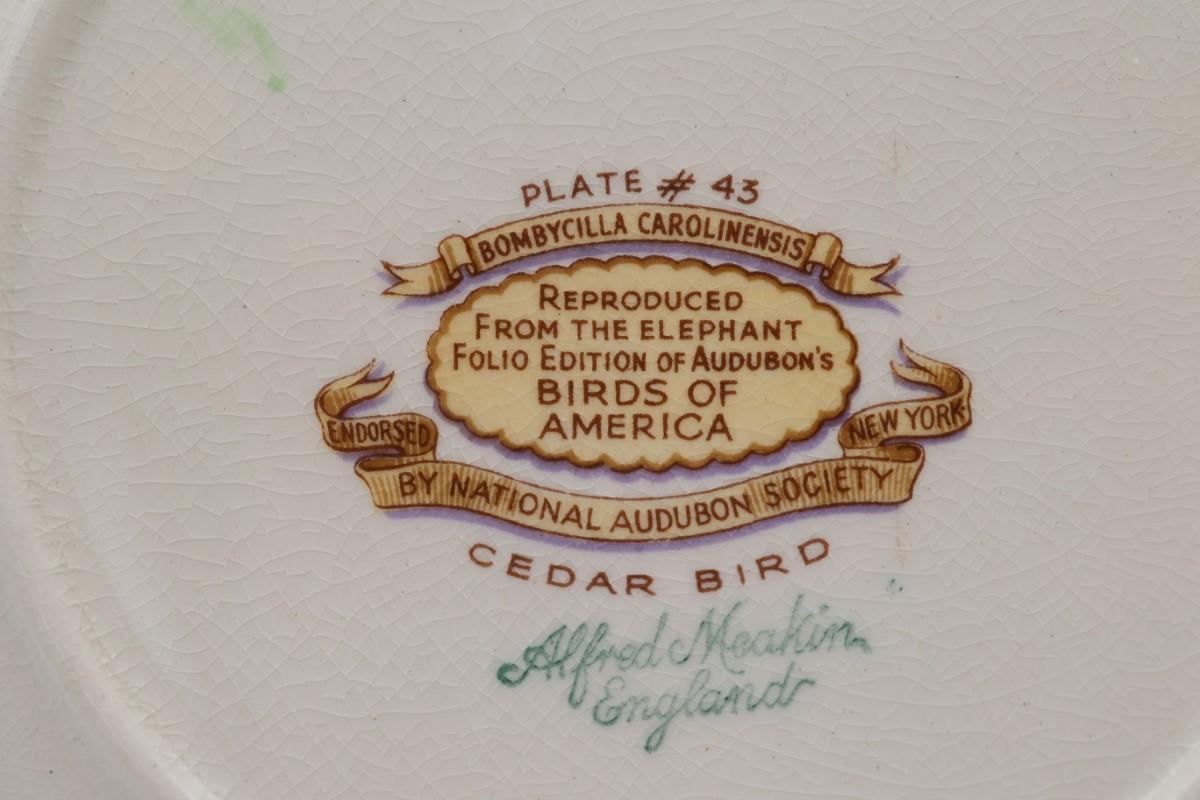 PLATE # 43
BOMBYCILLA CAROLINENSIS
REPRODUCED
FROM THE ELEPHANT
FOLIO EDITION OF AUDUBON'S
BIRDS OF
AMERICA
ENDORSED
BY NATIONAL AUDUBON SOCIETY
NEW YORK
CEDAR BIRD
Alfred Meakin
England